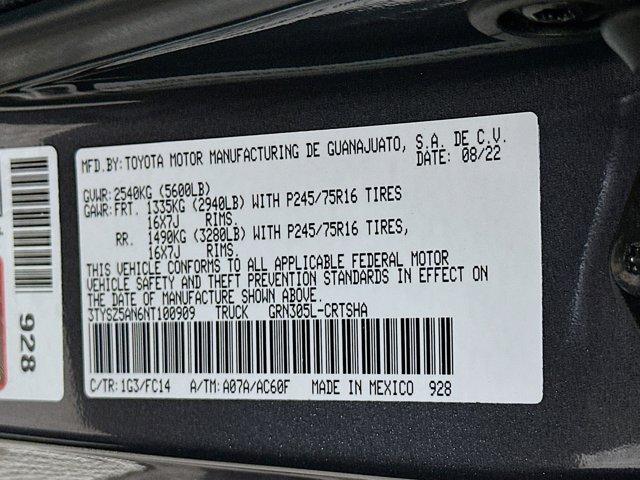 MFD.BY:TOYOTA MOTOR MANUFACTURING DE GUANAJUATO, S.A. DE C.V.
DATE: 08/22
GVWR:2540KG (5600LB)
GAWR:FRT. 1335KG (2940LB) WITH P245/75R16 TIRES
16X7J RIMS.
RR. 1490KG (3280LB) WITH P245/75R16 TIRES,
16X7J RIMS.
THIS VEHICLE CONFORMS TO ALL APPLICABLE FEDERAL MOTOR
VEHICLE SAFETY AND THEFT PREVENTION STANDARDS IN EFFECT ON
THE DATE OF MANUFACTURE SHOWN ABOVE.
3TYSZ5AN6NT100909 TRUCK GRN305L-CRTSHA
C/TR:1G3/FC14 A/TM:A07A/AC60F MADE IN MEXICO 928
928